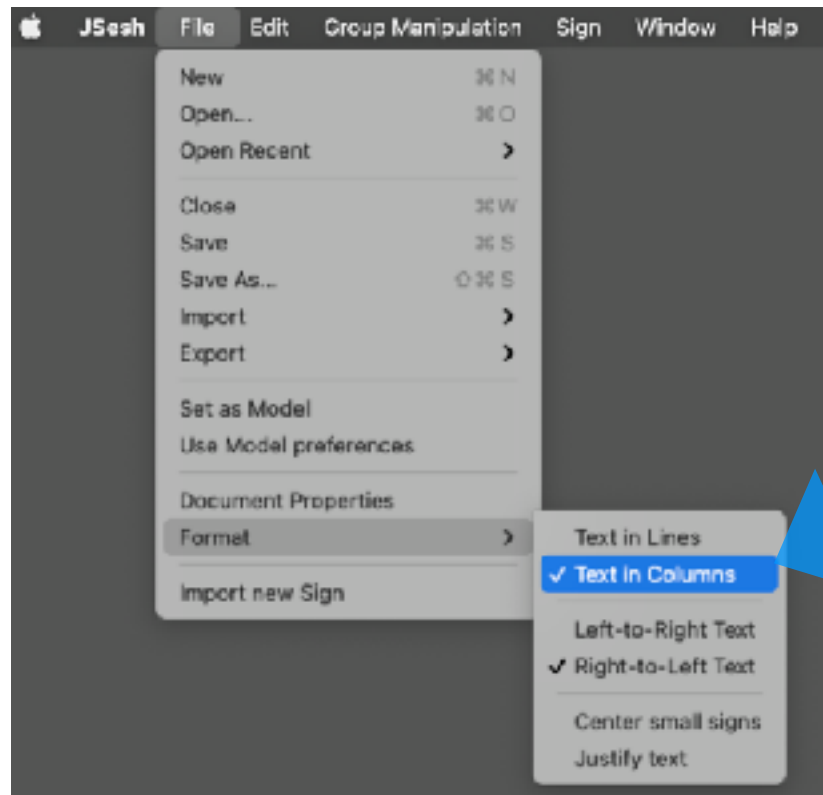 JSesh File Edit Group Manipulation Sign Window Help
New ⌘ N
Open... ⌘ O
Open Recent >
Close ⌘ W
Save ⌘ S
Save As... ⇧ ⌘ S
Import >
Export >
Set as Model
Use Model preferences
Document Properties
Format >
Import new Sign
Text in Lines
✓ Text in Columns
Left-to-Right Text
✓ Right-to-Left Text
Center small signs
Justify text